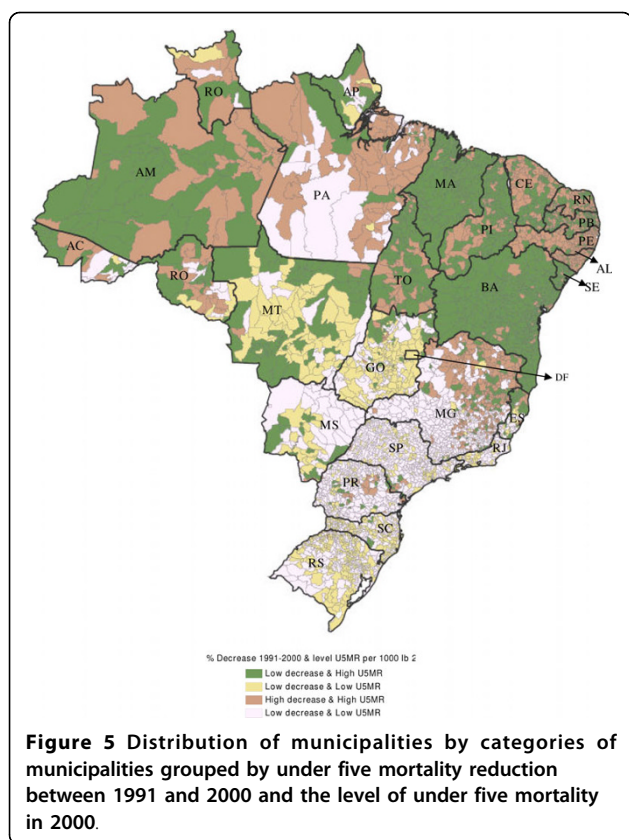 RO
AP
AM
PA
MA
CE
RN
PB
PE
AL
SE
PI
AC
RO
TO
BA
MT
GO
DF
MG
ES
MS
SP
RJ
PR
SC
RS
% Decrease 1991-2000 & level U5MR per 1000 lb 2
Low decrease & High U5MR
Low decrease & Low U5MR
High decrease & High U5MR
Low decrease & Low U5MR
Figure 5 Distribution of municipalities by categories of
municipalities grouped by under five mortality reduction
between 1991 and 2000 and the level of under five mortality
in 2000.